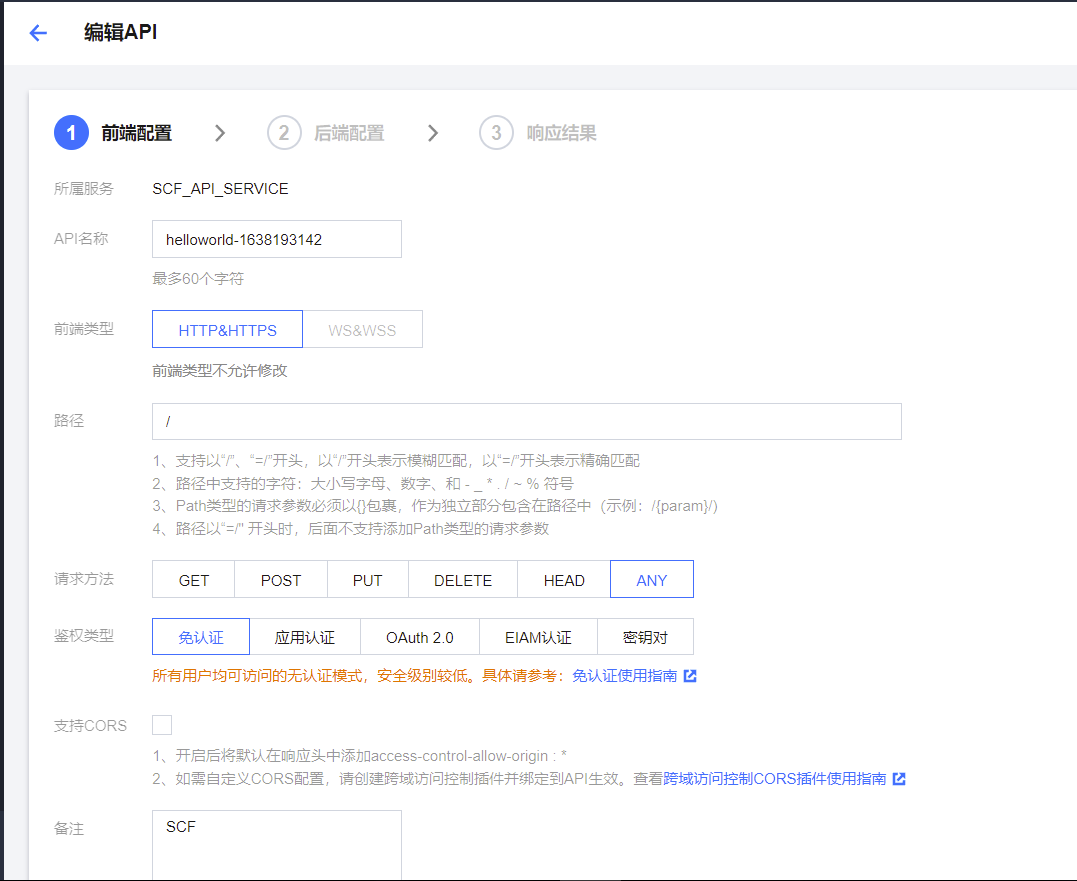 编辑API
1 前端配置 2 后端配置 3 响应结果
所属服务 SCF_API_SERVICE
API名称 helloworld-1638193142
最多60个字符
前端类型 HTTP&HTTPS WS&WSS
前端类型不允许修改
路径 /
1、支持以“/”、“=/”开头，以“/”开头表示模糊匹配，以“=/”开头表示精确匹配
2、路径中支持的字符：大小写字母、数字、和 - _ * . / ~ % 符号
3、Path类型的请求参数必须以{}包裹，作为独立部分包含在路径中（示例：/{param}/）
4、路径以“=/” 开头时，后面不支持添加Path类型的请求参数
请求方法 GET POST PUT DELETE HEAD ANY
鉴权类型 免认证 应用认证 OAuth 2.0 EIAM认证 密钥对
所有用户均可访问的无认证模式，安全级别较低。具体请参考：免认证使用指南
支持CORS
1、开启后将默认在响应头中添加access-control-allow-origin : *
2、如需自定义CORS配置，请创建跨域访问控制插件并绑定到API生效。查看跨域访问控制CORS插件使用指南
备注 SCF